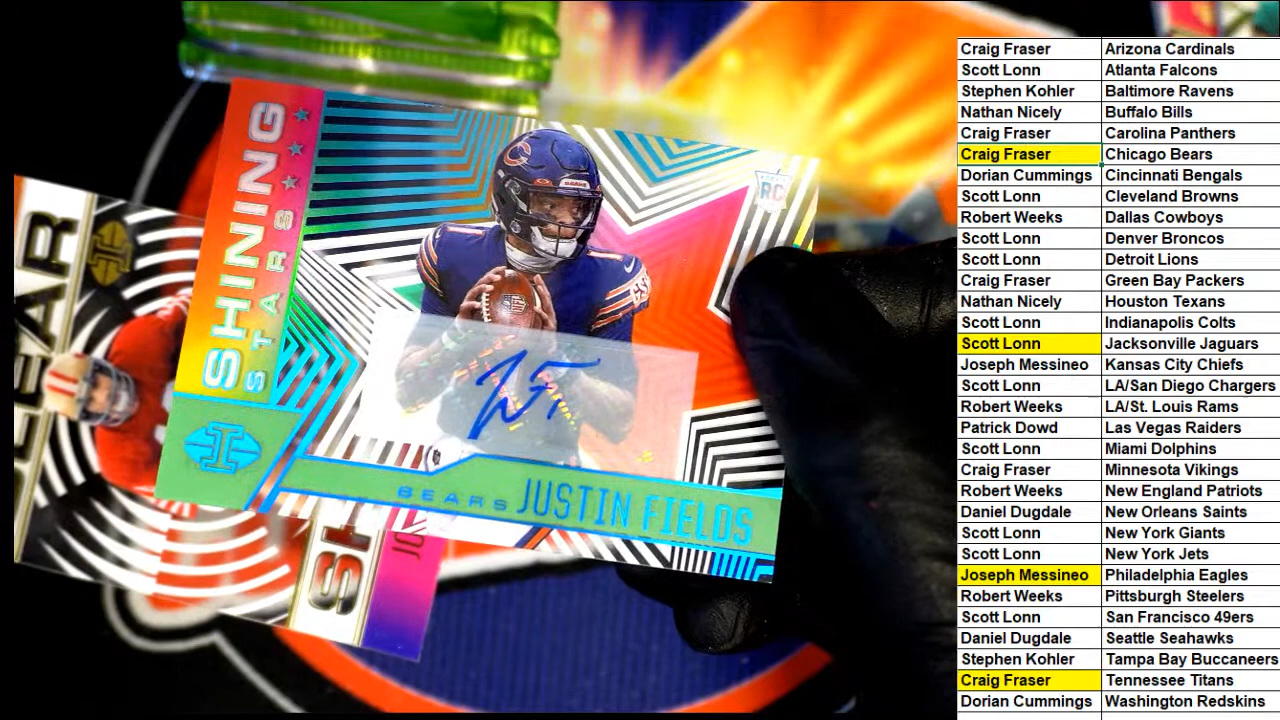 SHINING
STARS
RC
BEARS JUSTIN FIELDS
Craig Fraser Arizona Cardinals
Scott Lonn Atlanta Falcons
Stephen Kohler Baltimore Ravens
Nathan Nicely Buffalo Bills
Craig Fraser Carolina Panthers
Craig Fraser Chicago Bears
Dorian Cummings Cincinnati Bengals
Scott Lonn Cleveland Browns
Robert Weeks Dallas Cowboys
Scott Lonn Denver Broncos
Scott Lonn Detroit Lions
Craig Fraser Green Bay Packers
Nathan Nicely Houston Texans
Scott Lonn Indianapolis Colts
Scott Lonn Jacksonville Jaguars
Joseph Messineo Kansas City Chiefs
Scott Lonn LA/San Diego Chargers
Robert Weeks LA/St. Louis Rams
Patrick Dowd Las Vegas Raiders
Scott Lonn Miami Dolphins
Craig Fraser Minnesota Vikings
Robert Weeks New England Patriots
Daniel Dugdale New Orleans Saints
Scott Lonn New York Giants
Scott Lonn New York Jets
Joseph Messineo Philadelphia Eagles
Robert Weeks Pittsburgh Steelers
Scott Lonn San Francisco 49ers
Daniel Dugdale Seattle Seahawks
Stephen Kohler Tampa Bay Buccaneers
Craig Fraser Tennessee Titans
Dorian Cummings Washington Redskins